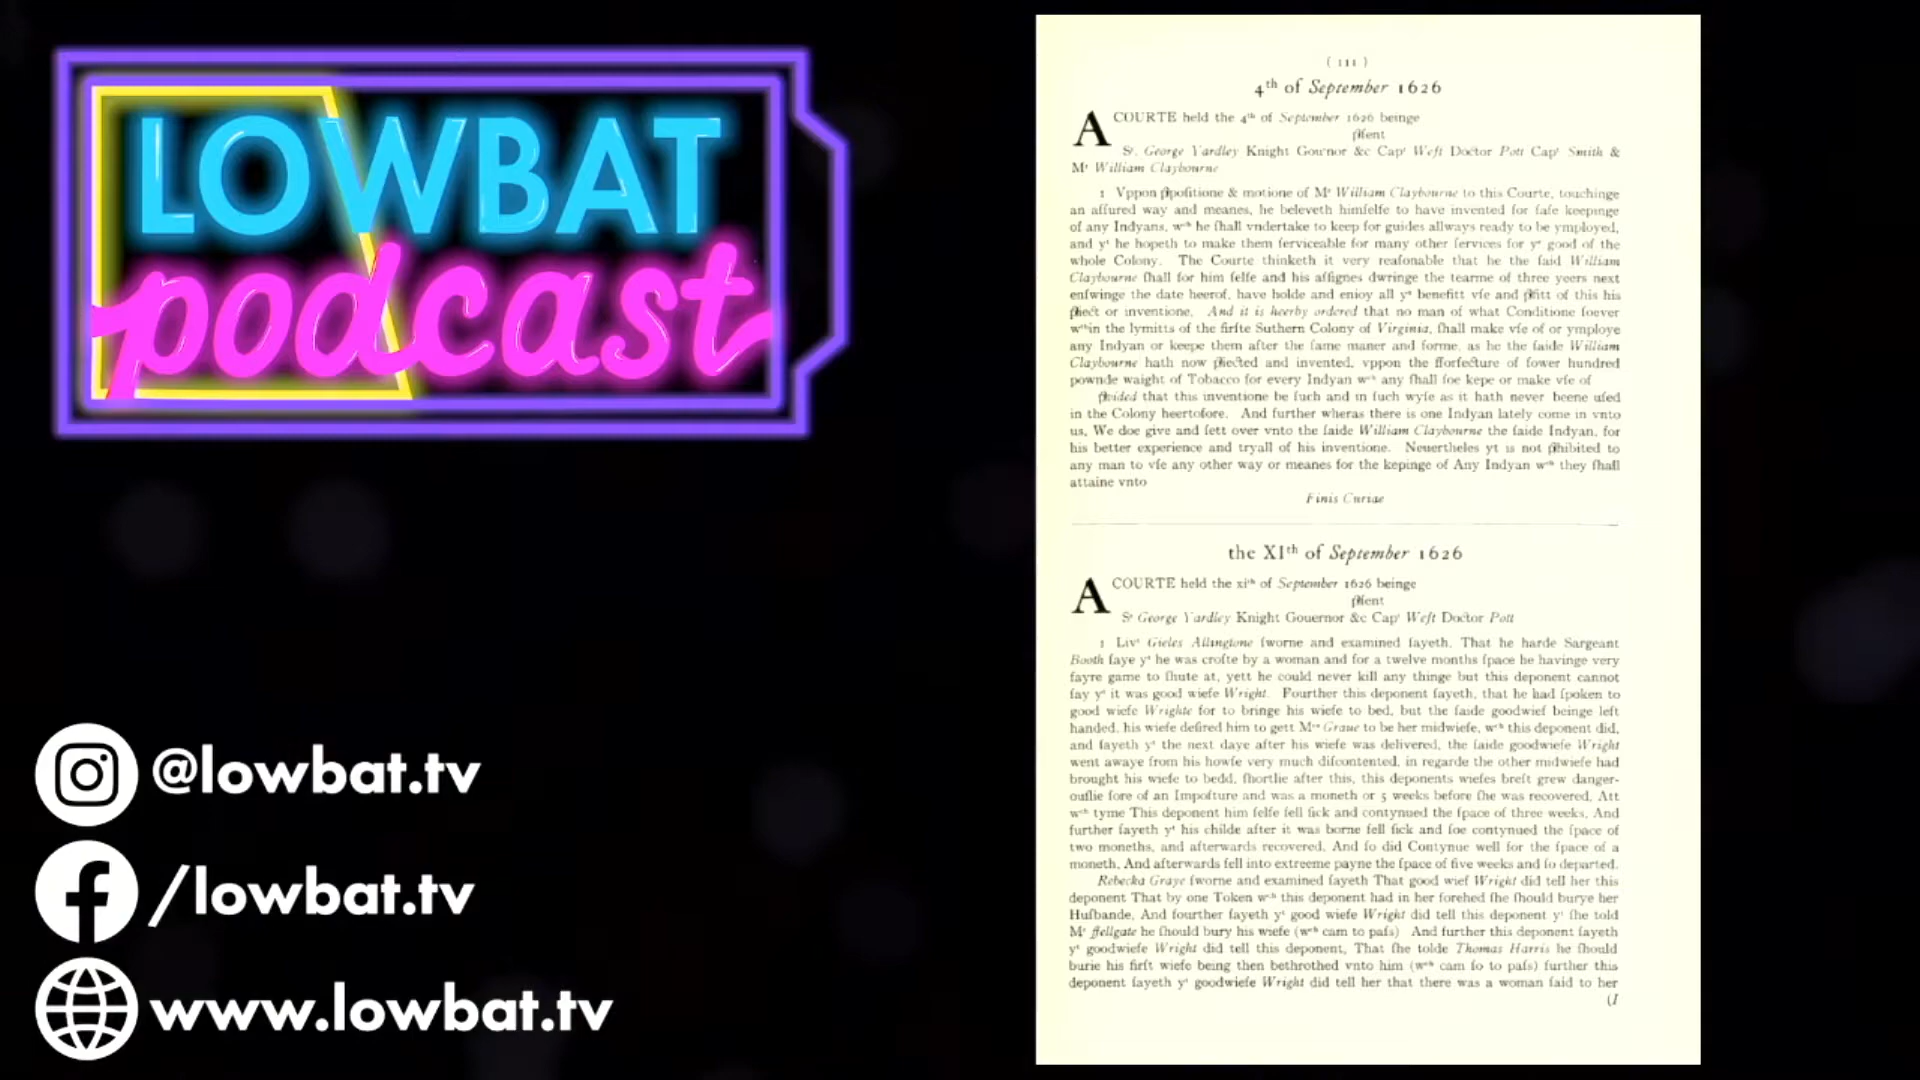 LOWBAT
podcast
@lowbat.tv
/lowbat.tv
www.lowbat.tv
( 111 )
4th of September 1626
A COURTE held the 4th of September 1626 beinge
p̃ſent
Sr. George Yardley Knight Gou'nor &c Capt Weſt Doctor Pott Capt Smith &
Mr William Claybourne
1 Vppon p̃poſitione & motione of Mr William Claybourne to this Courte, touchinge
an aſſured way and meanes, he beleveth himſelfe to have invented for ſafe keepinge
of any Indyans, wch he ſhall vndertake to keep for guides allways ready to be ymployed,
and yt he hopeth to make them ſerviceable for many other ſervices for ye good of the
whole Colony. The Courte thinketh it very reaſonable that he the ſaid William
Claybourne ſhall for him ſelfe and his aſſignes dwringe the tearme of three yeers next
enſwinge the date heerof, have holde and enioy all ye benefitt vſe and p̃fitt of this his
p̃iect or inventione, And it is heerby ordered that no man of what Conditione ſoever
wthin the lymitts of the firſte Suthern Colony of Virginia, ſhall make vſe of or ymploye
any Indyan or keepe them after the ſame maner and forme, as he the ſaide William
Claybourne hath now p̃iected and invented, vppon the fforfecture of fower hundred
pownde waight of Tobacco for every Indyan wch any ſhall ſoe kepe or make vſe of
p̃vided that this inventione be ſuch and in ſuch wyſe as it hath never beene uſed
in the Colony heertofore. And further wheras there is one Indyan lately come in vnto
us, We doe give and ſett over vnto the ſaide William Claybourne the ſaide Indyan, for
his better experience and tryall of his inventione. Neuertheles yt is not p̃hibited to
any man to vſe any other way or meanes for the kepinge of Any Indyan wch they ſhall
attaine vnto
Finis Curiae
the XIth of September 1626
A COURTE held the xith of September 1626 beinge
p̃ſent
Sr George Yardley Knight Gouernor &c Capt Weſt Doctor Pott
1 Livt Gieles Allingtone ſworne and examined ſayeth, That he harde Sargeant
Booth ſaye yt he was croſte by a woman and for a twelve months ſpace he havinge very
fayre game to ſhute at, yett he could never kill any thinge but this deponent cannot
ſay yt it was good wiefe Wright. Fourther this deponent ſayeth, that he had ſpoken to
good wiefe Wrighte for to bringe his wiefe to bed, but the ſaide goodwief beinge left
handed, his wiefe deſired him to gett Mrs Graue to be her midwiefe, wch this deponent did,
and ſayeth yt the next daye after his wiefe was delivered, the ſaide goodwiefe Wright
went awaye from his howſe very much diſcontented, in regarde the other midwiefe had
brought his wiefe to bedd, ſhortlie after this, this deponents wiefes breſt grew danger-
ouſlie ſore of an Impoſture and was a moneth or 5 weeks before ſhe was recovered, Att
wch tyme This deponent him ſelfe fell ſick and contynued the ſpace of three weeks, And
further ſayeth yt his childe after it was borne fell ſick and ſoe contynued the ſpace of
two moneths, and afterwards recovered, And ſo did Contynue well for the ſpace of a
moneth, And afterwards fell into extreeme payne the ſpace of five weeks and ſo departed,
Rebecka Graye ſworne and examined ſayeth That good wief Wright did tell her this
deponent That by one Token wch this deponent had in her forehed ſhe ſhould burye her
Huſbande, And fourther ſayeth yt good wiefe Wright did tell this deponent yt ſhe told
Mr ffellgate he ſhould bury his wiefe (wch cam to paſs) And further this deponent ſayeth
yt goodwiefe Wright did tell this deponent, That ſhe tolde Thomas Harris he ſhould
burie his firſt wiefe being then bethrothed vnto him (wch cam ſo to paſs) further this
deponent ſayeth yt goodwiefe Wright did tell her that there was a woman ſaid to her
(I